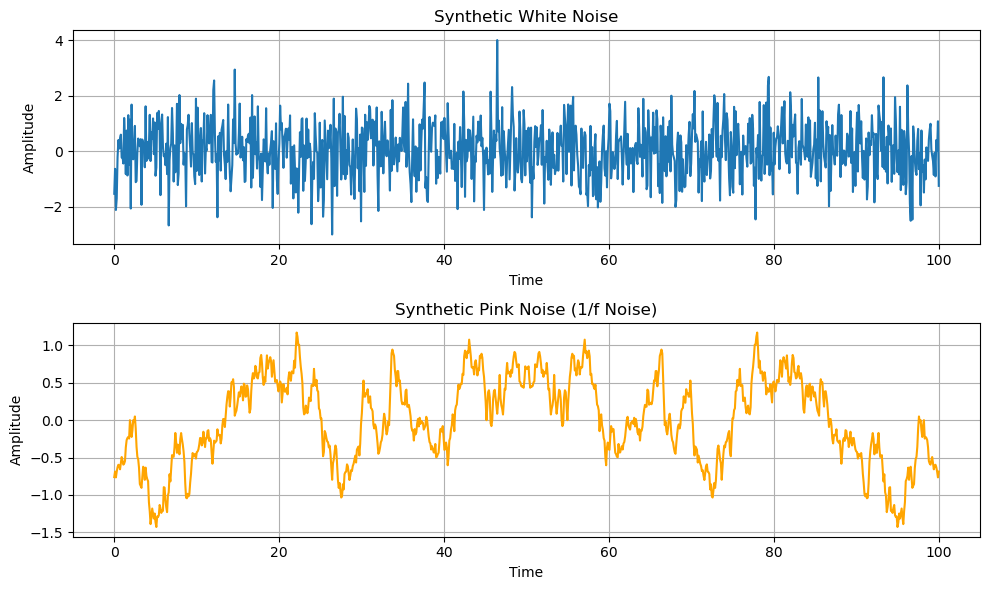 Synthetic White Noise
Amplitude
4
2
0
−2
0 20 40 60 80 100
Time
Synthetic Pink Noise (1/f Noise)
Amplitude
1.0
0.5
0.0
−0.5
−1.0
−1.5
0 20 40 60 80 100
Time